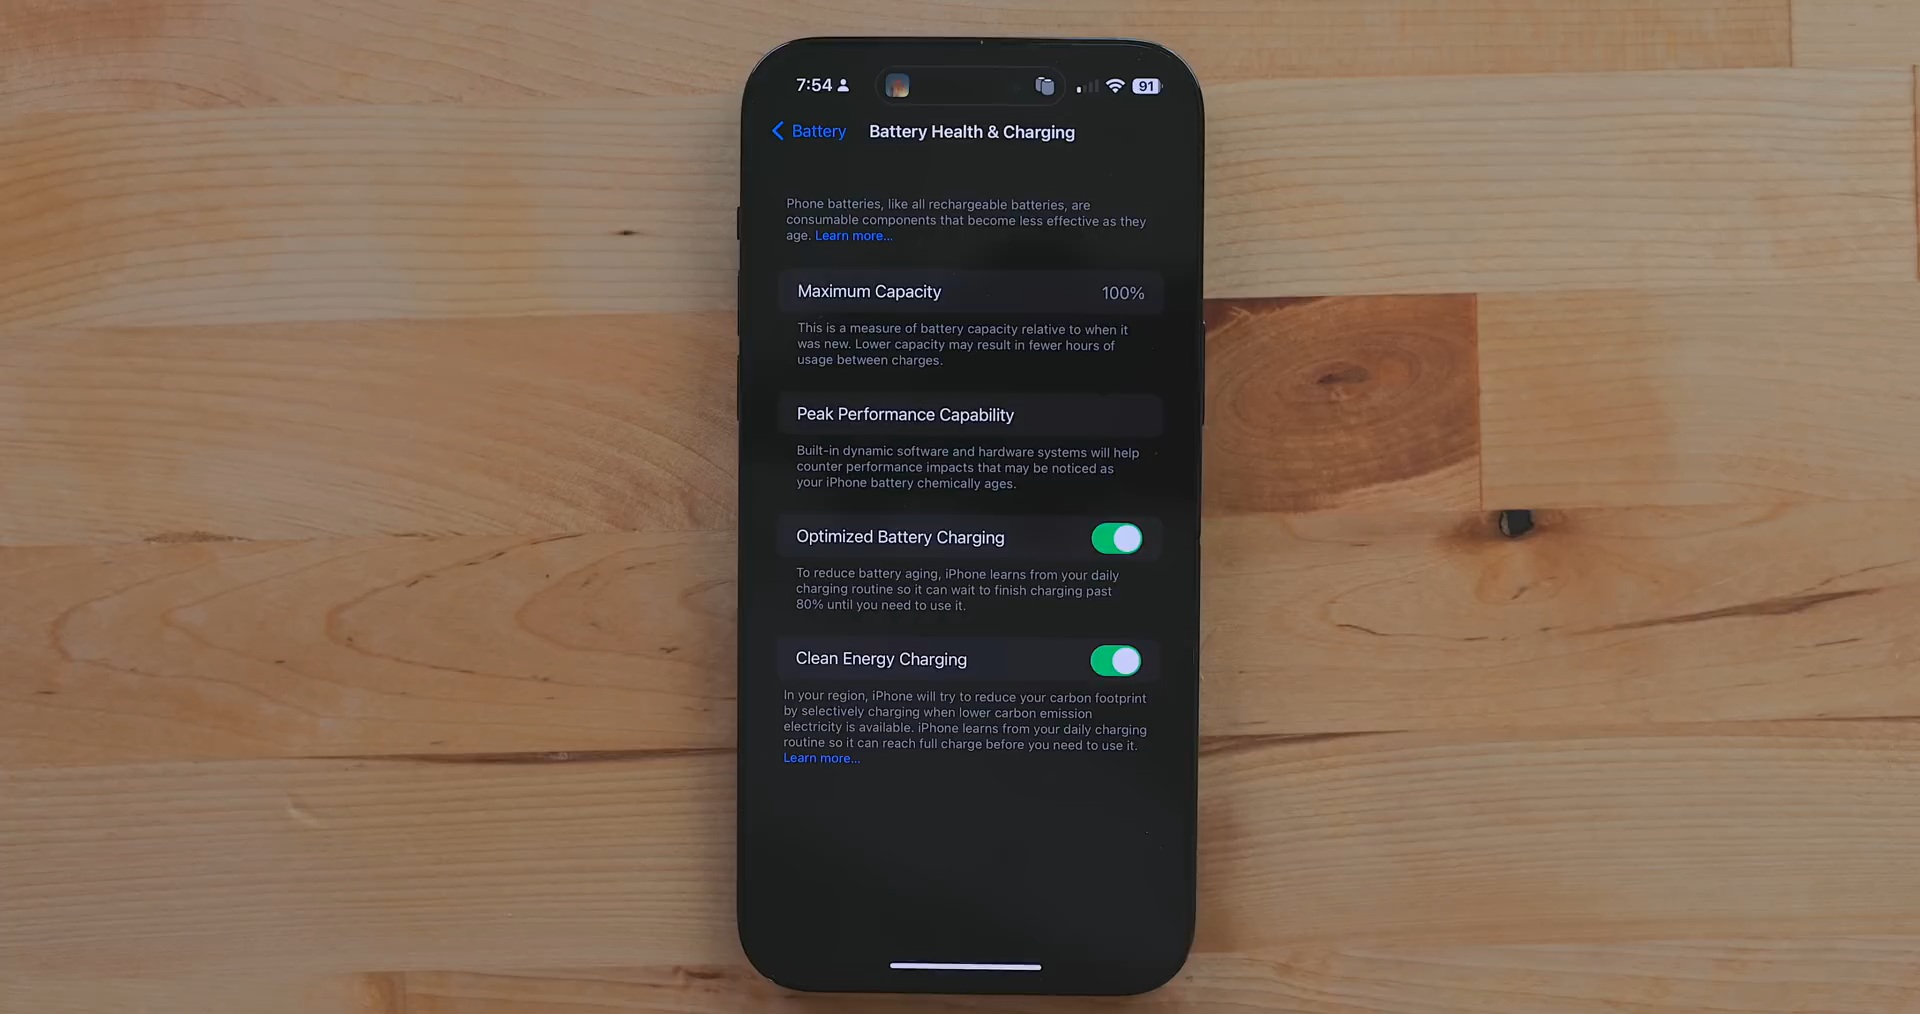 7:54
91
Battery
Battery Health & Charging
Phone batteries, like all rechargeable batteries, are
consumable components that become less effective as they
age. Learn more...
Maximum Capacity 100%
This is a measure of battery capacity relative to when it
was new. Lower capacity may result in fewer hours of
usage between charges.
Peak Performance Capability
Built-in dynamic software and hardware systems will help
counter performance impacts that may be noticed as
your iPhone battery chemically ages.
Optimized Battery Charging
To reduce battery aging, iPhone learns from your daily
charging routine so it can wait to finish charging past
80% until you need to use it.
Clean Energy Charging
In your region, iPhone will try to reduce your carbon footprint
by selectively charging when lower carbon emission
electricity is available. iPhone learns from your daily charging
routine so it can reach full charge before you need to use it.
Learn more...